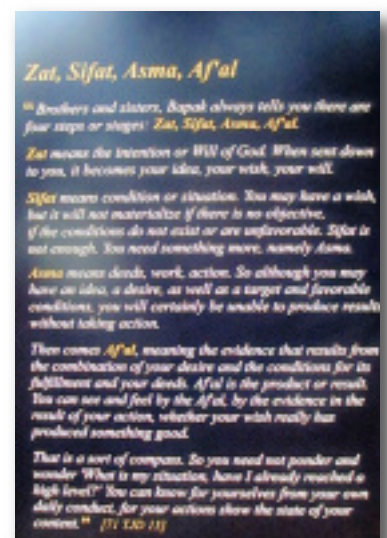 Zat, Sifat, Asma, Af'al
"Brothers and sisters, Bapak always tells you there are
four steps or stages: Zat, Sifat, Asma, Af'al.
Zat means the intention or Will of God. When sent down
to you, it becomes your idea, your wish, your will.
Sifat means condition or situation. You may have a wish,
but it will not materialize if there is no objective,
if the conditions do not exist or are unfavorable. Sifat is
not enough. You need something more, namely Asma.
Asma means deeds, work, action. So although you may
have an idea, a desire, as well as a target and favorable
conditions, you will certainly be unable to produce results
without taking action.
Then comes Af'al, meaning the evidence that results from
the combination of your desire and the conditions for its
fulfillment and your deeds. Af'al is the product or result.
You can see and feel by the Af'al, by the evidence in the
result of your action, whether your wish really has
produced something good.
That is a sort of compass. So you need not ponder and
wonder 'What is my situation, have I already reached a
high level?' You can know for yourselves from your own
daily conduct, for your actions show the state of your
content."